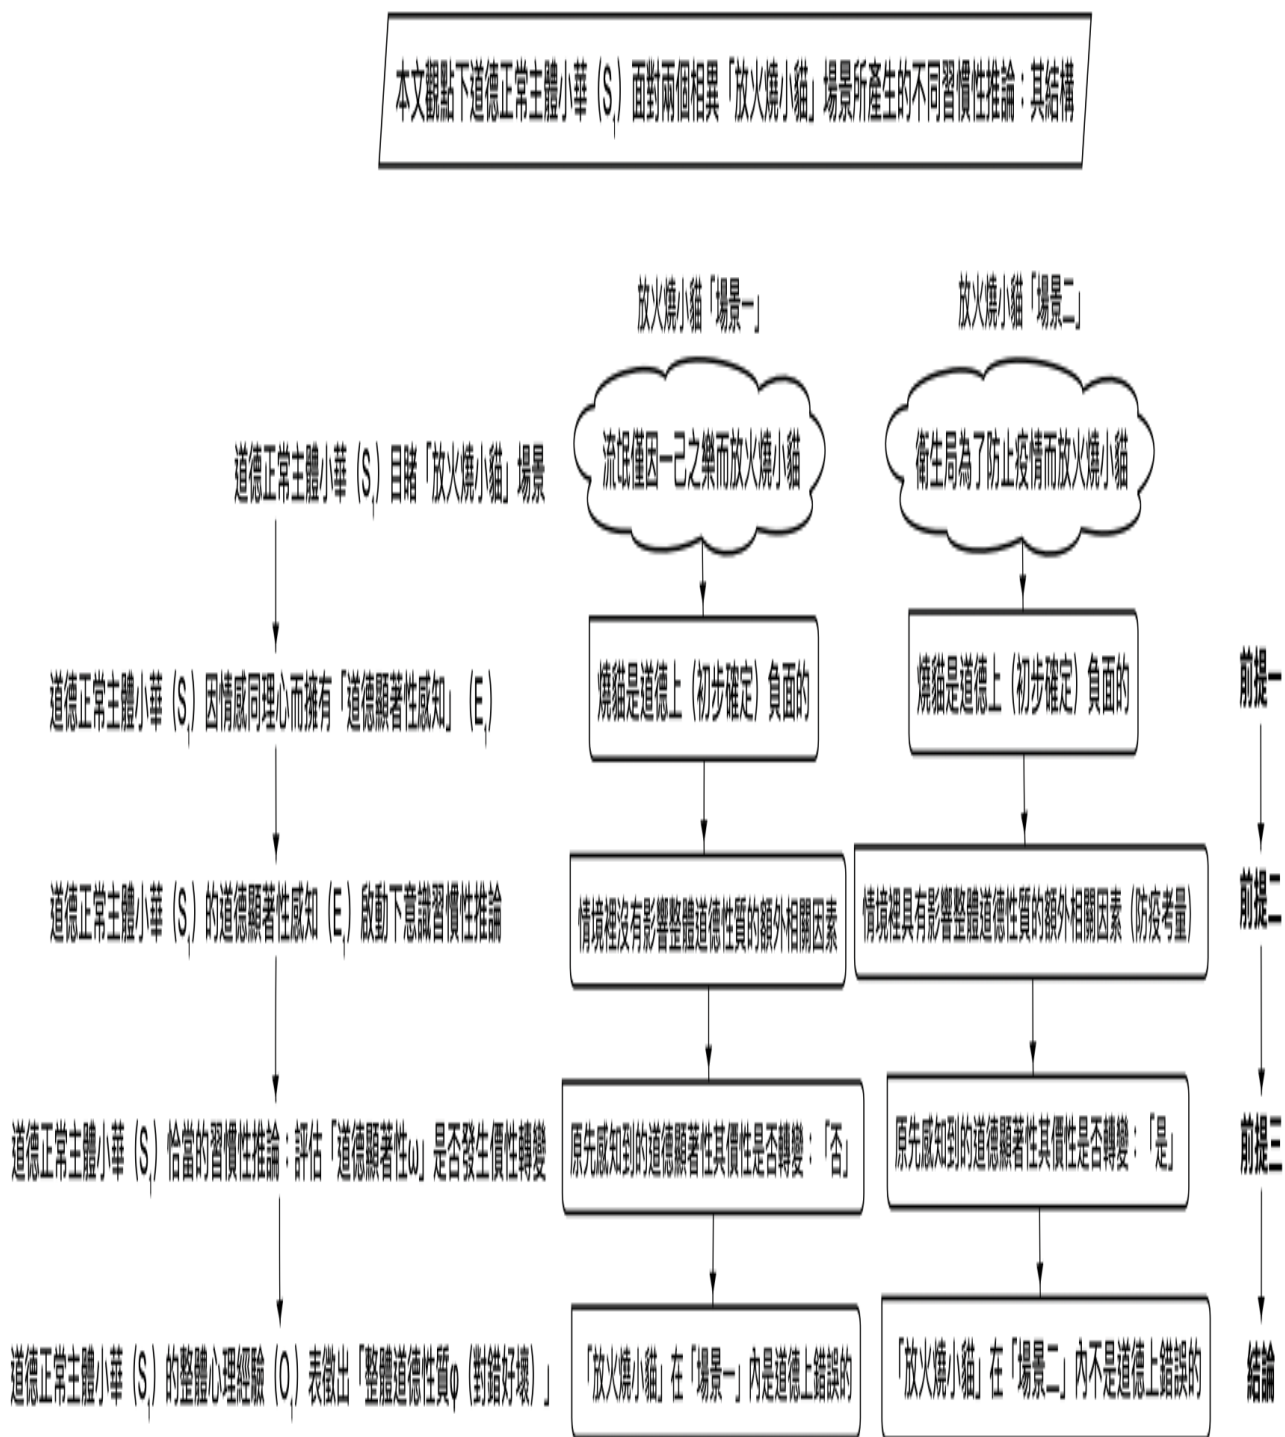 本文觀點下道德正常主體小華（S₁）面對兩個相異「放火燒小貓」場景所產生的不同習慣性推論：其結構
放火燒小貓「場景一」
放火燒小貓「場景二」
道德正常主體小華（S₁）目睹「放火燒小貓」場景
流氓僅因一己之樂而放火燒小貓
衛生局為了防止疫情而放火燒小貓
道德正常主體小華（S₁）因情感同理心而擁有「道德顯著性感知」（E₁）
燒貓是道德上（初步確定）負面的
燒貓是道德上（初步確定）負面的
前提一
道德正常主體小華（S₁）的道德顯著性感知（E₁）啟動下意識習慣性推論
情境裡沒有影響整體道德性質的額外相關因素
情境裡具有影響整體道德性質的額外相關因素（防疫考量）
前提二
道德正常主體小華（S₁）恰當的習慣性推論：評估「道德顯著性ω」是否發生價性轉變
原先感知到的道德顯著性其價性是否轉變：「否」
原先感知到的道德顯著性其價性是否轉變：「是」
前提三
道德正常主體小華（S₁）的整體心理經驗（O₁）表徵出「整體道德性質φ（對錯好壞）」
「放火燒小貓」在「場景一」內是道德上錯誤的
「放火燒小貓」在「場景二」內不是道德上錯誤的
結論